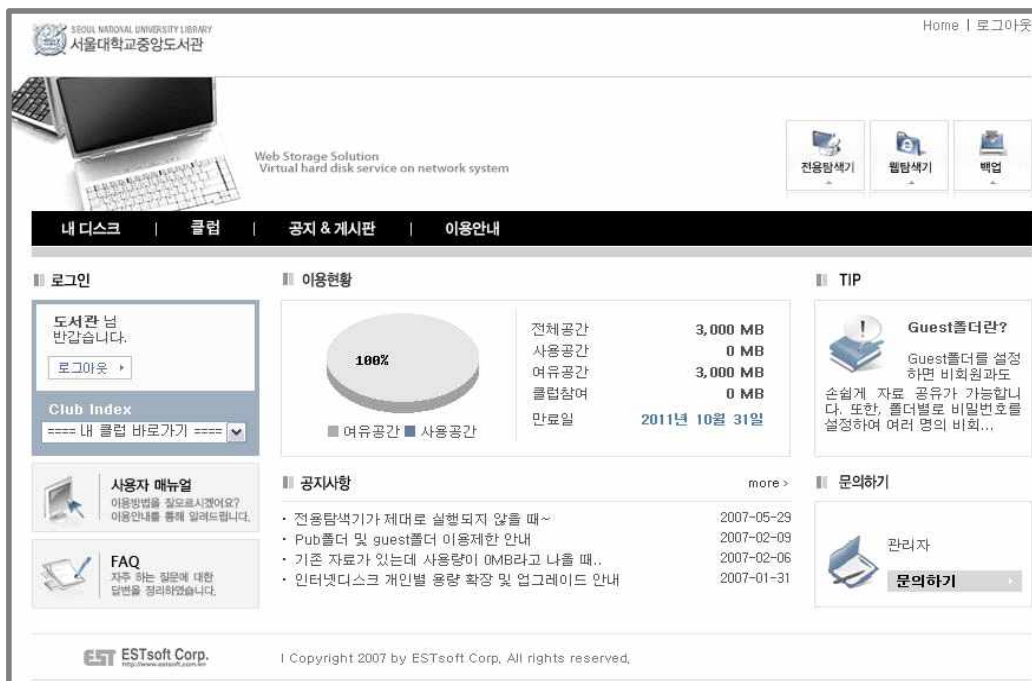 SEOUL NATIONAL UNIVERSITY LIBRARY
서울대학교중앙도서관
Home | 로그아웃
Web Storage Solution
Virtual hard disk service on network system
전용탐색기
웹탐색기
백업
내 디스크 | 클럽 | 공지 & 게시판 | 이용안내
로그인
도서관 님
반갑습니다.
로그아웃
Club Index
==== 내 클럽 바로가기 ====
사용자 매뉴얼
이용방법을 잘모르시겠어요?
이용안내를 통해 알려드립니다.
FAQ
자주 하는 질문에 대한
답변을 정리하였습니다.
이용현황
100%
여유공간 사용공간
전체공간 3,000 MB
사용공간 0 MB
여유공간 3,000 MB
클럽참여 0 MB
만료일 2011년 10월 31일
공지사항 more >
· 전용탐색기가 제대로 실행되지 않을 때~ 2007-05-29
· Pub폴더 및 guest폴더 이용제한 안내 2007-02-09
· 기존 자료가 있는데 사용량이 0MB라고 나올 때.. 2007-02-06
· 인터넷디스크 개인별 용량 확장 및 업그레이드 안내 2007-01-31
TIP
Guest폴더란?
Guest폴더를 설정
하면 비회원과도
손쉽게 자료 공유가 가능합니
다. 또한, 폴더별로 비밀번호를
설정하여 여러 명의 비회...
문의하기
관리자
문의하기
EST ESTsoft Corp.
http://www.estsoft.com/kn
| Copyright 2007 by ESTsoft Corp, All rights reserved,